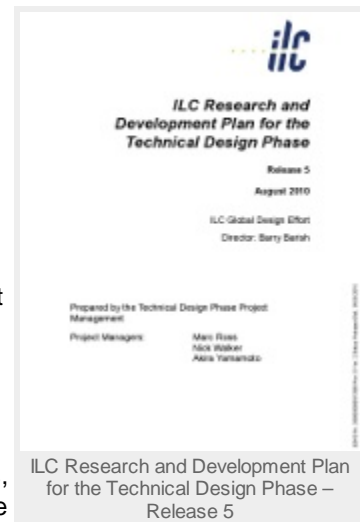 ilc
ILC Research and
Development Plan for the
Technical Design Phase
Release 5
August 2010
ILC Global Design Effort
Director: Barry Barish
Prepared by the Technical Design Phase Project
Management
Project Managers: Marc Ross
Nick Walker
Akira Yamamoto
t
,
e
ILC Research and Development Plan
for the Technical Design Phase –
Release 5